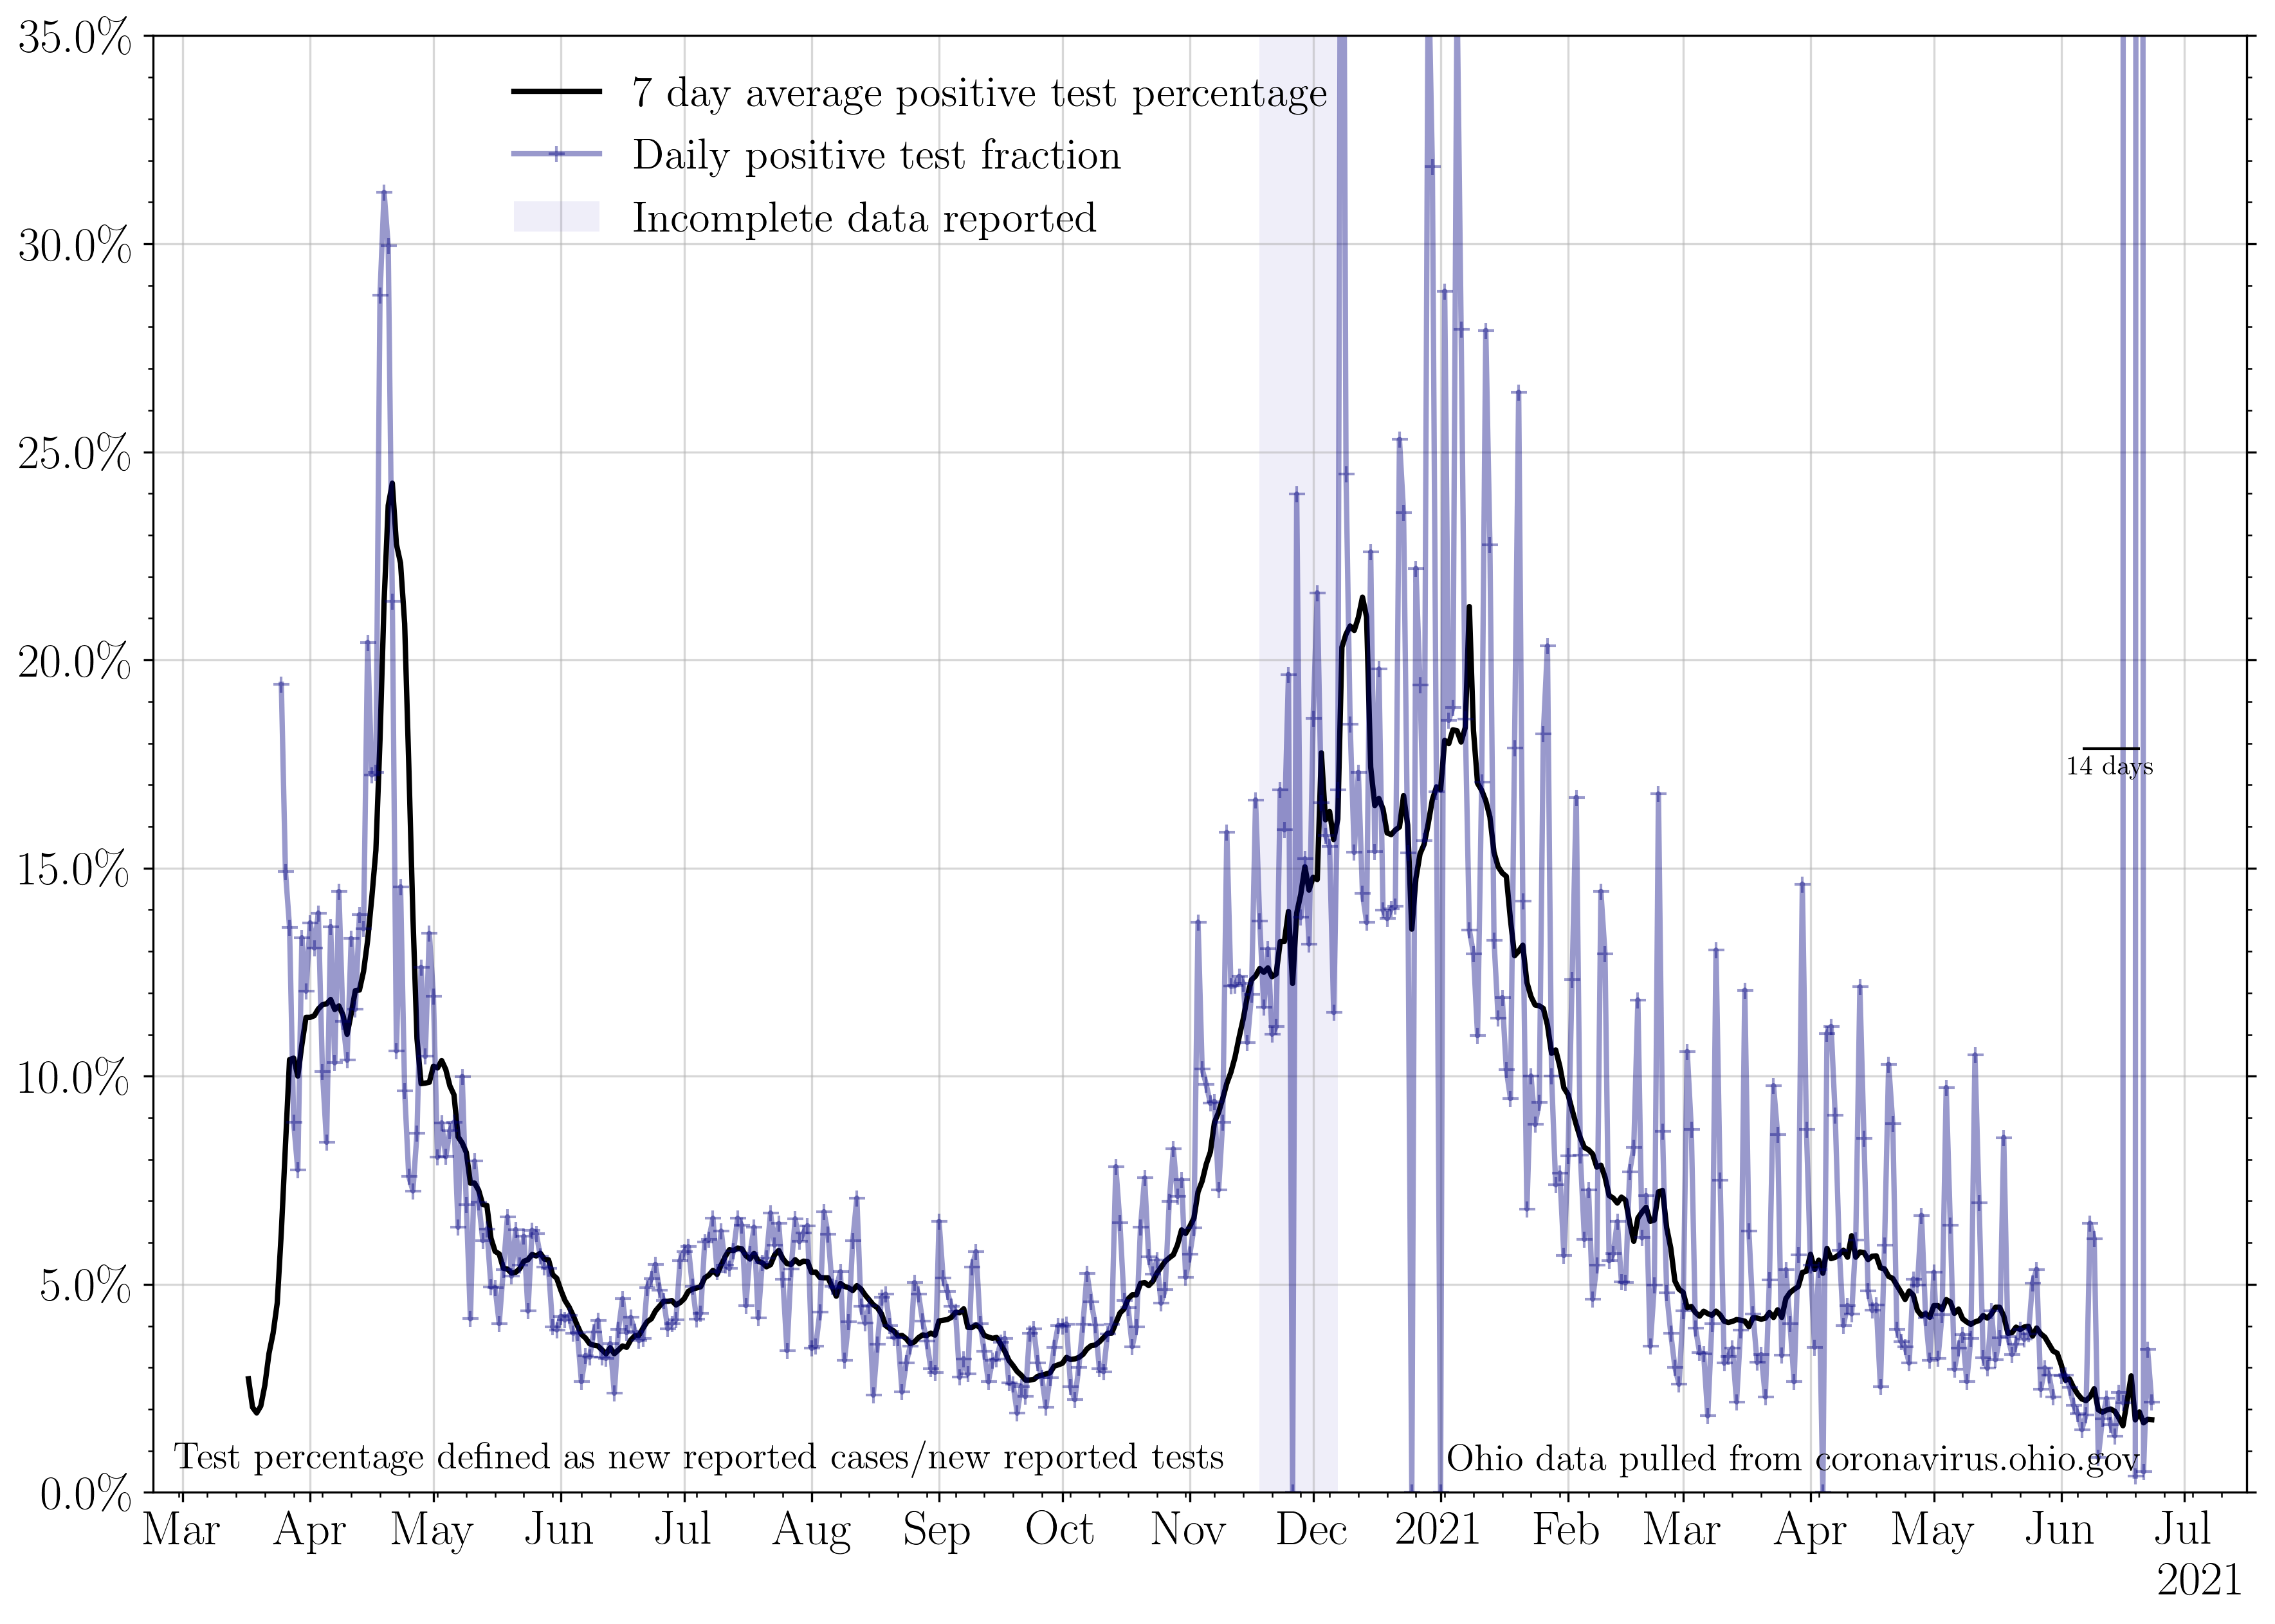 35.0%
7 day average positive test percentage
Daily positive test fraction
Incomplete data reported
30.0%
25.0%
20.0%
14 days
15.0%
10.0%
5.0%
Test percentage defined as new reported cases/new reported tests
Ohio data pulled from coronavirus.ohio.gov
0.0%
Mar Apr May Jun Jul Aug Sep Oct Nov Dec 2021 Feb Mar Apr May Jun Jul
2021